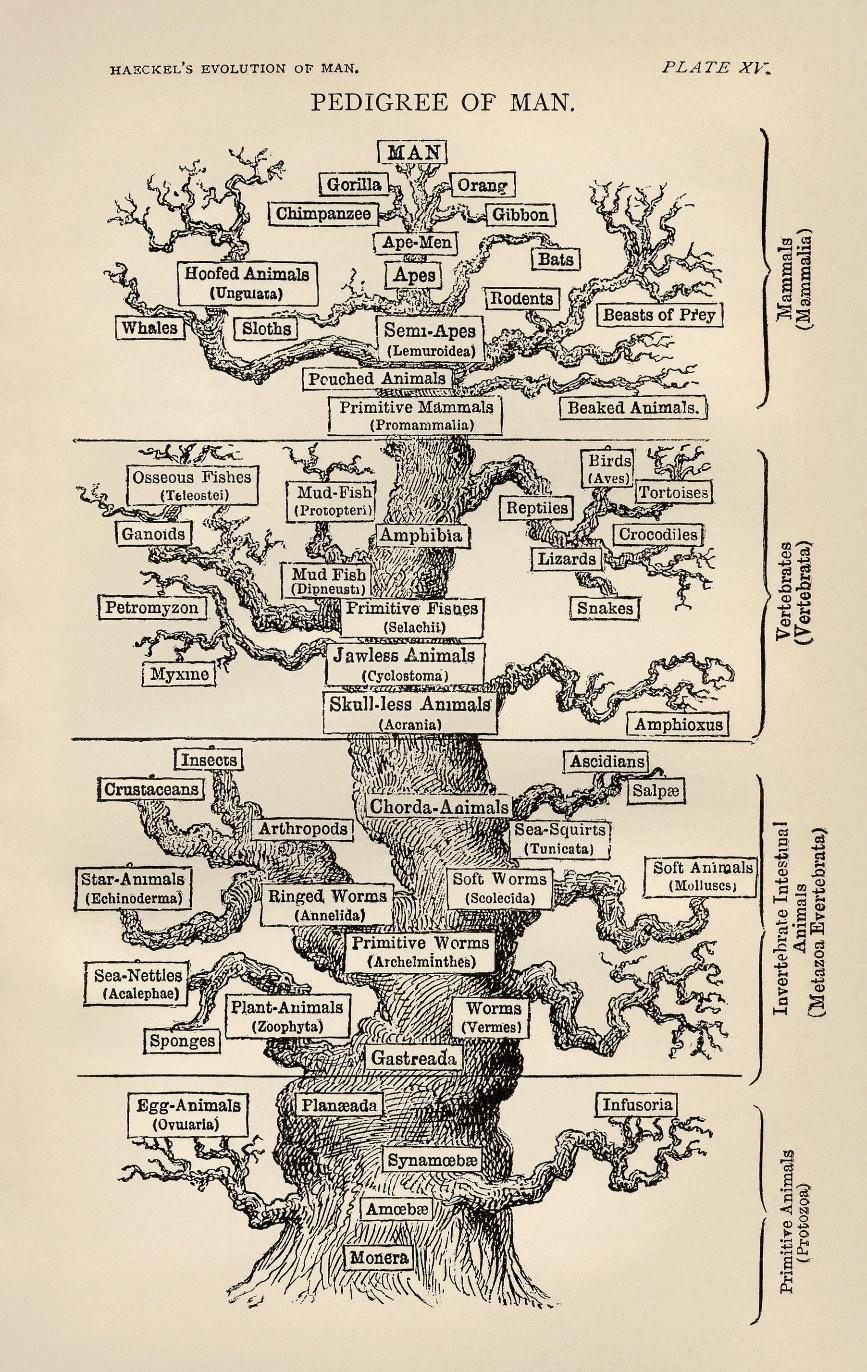 HAECKEL'S EVOLUTION OF MAN.
PLATE XV.
PEDIGREE OF MAN.
MAN
Gorilla
Orang
Chimpanzee
Gibbon
Ape-Men
Bats
Hoofed Animals
(Ungulata)
Apes
Rodents
Beasts of Prey
Whales
Sloths
Semi-Apes
(Lemuroidea)
Pouched Animals
Primitive Mammals
(Promammalia)
Beaked Animals.
Mammals
(Mammalia)
Osseous Fishes
(Teleostei)
Mud-Fish
(Protopteri)
Birds
(Aves)
Tortoises
Reptiles
Ganoids
Amphibia
Crocodiles
Lizards
Mud Fish
(Dipneusti)
Petromyzon
Primitive Fishes
(Selachii)
Snakes
Jawless Animals
(Cyclostoma)
Myxine
Skull-less Animals
(Acrania)
Amphioxus
Vertebrates
(Vertebrata)
Insects
Ascidians
Crustaceans
Salpæ
Chorda-Animals
Arthropods
Sea-Squirts
(Tunicata)
Star-Animals
(Echinoderma)
Ringed Worms
(Annelida)
Soft Worms
(Scolecida)
Soft Animals
(Molluscs)
Primitive Worms
(Archelminthes)
Sea-Nettles
(Acalephae)
Plant-Animals
(Zoophyta)
Worms
(Vermes)
Sponges
Gastreada
Invertebrate Intestinal
Animals
(Metazoa Evertebrata)
Egg-Animals
(Ovularia)
Planæada
Infusoria
Synamœbæ
Amœbæ
Monera
Primitive Animals
(Protozoa)